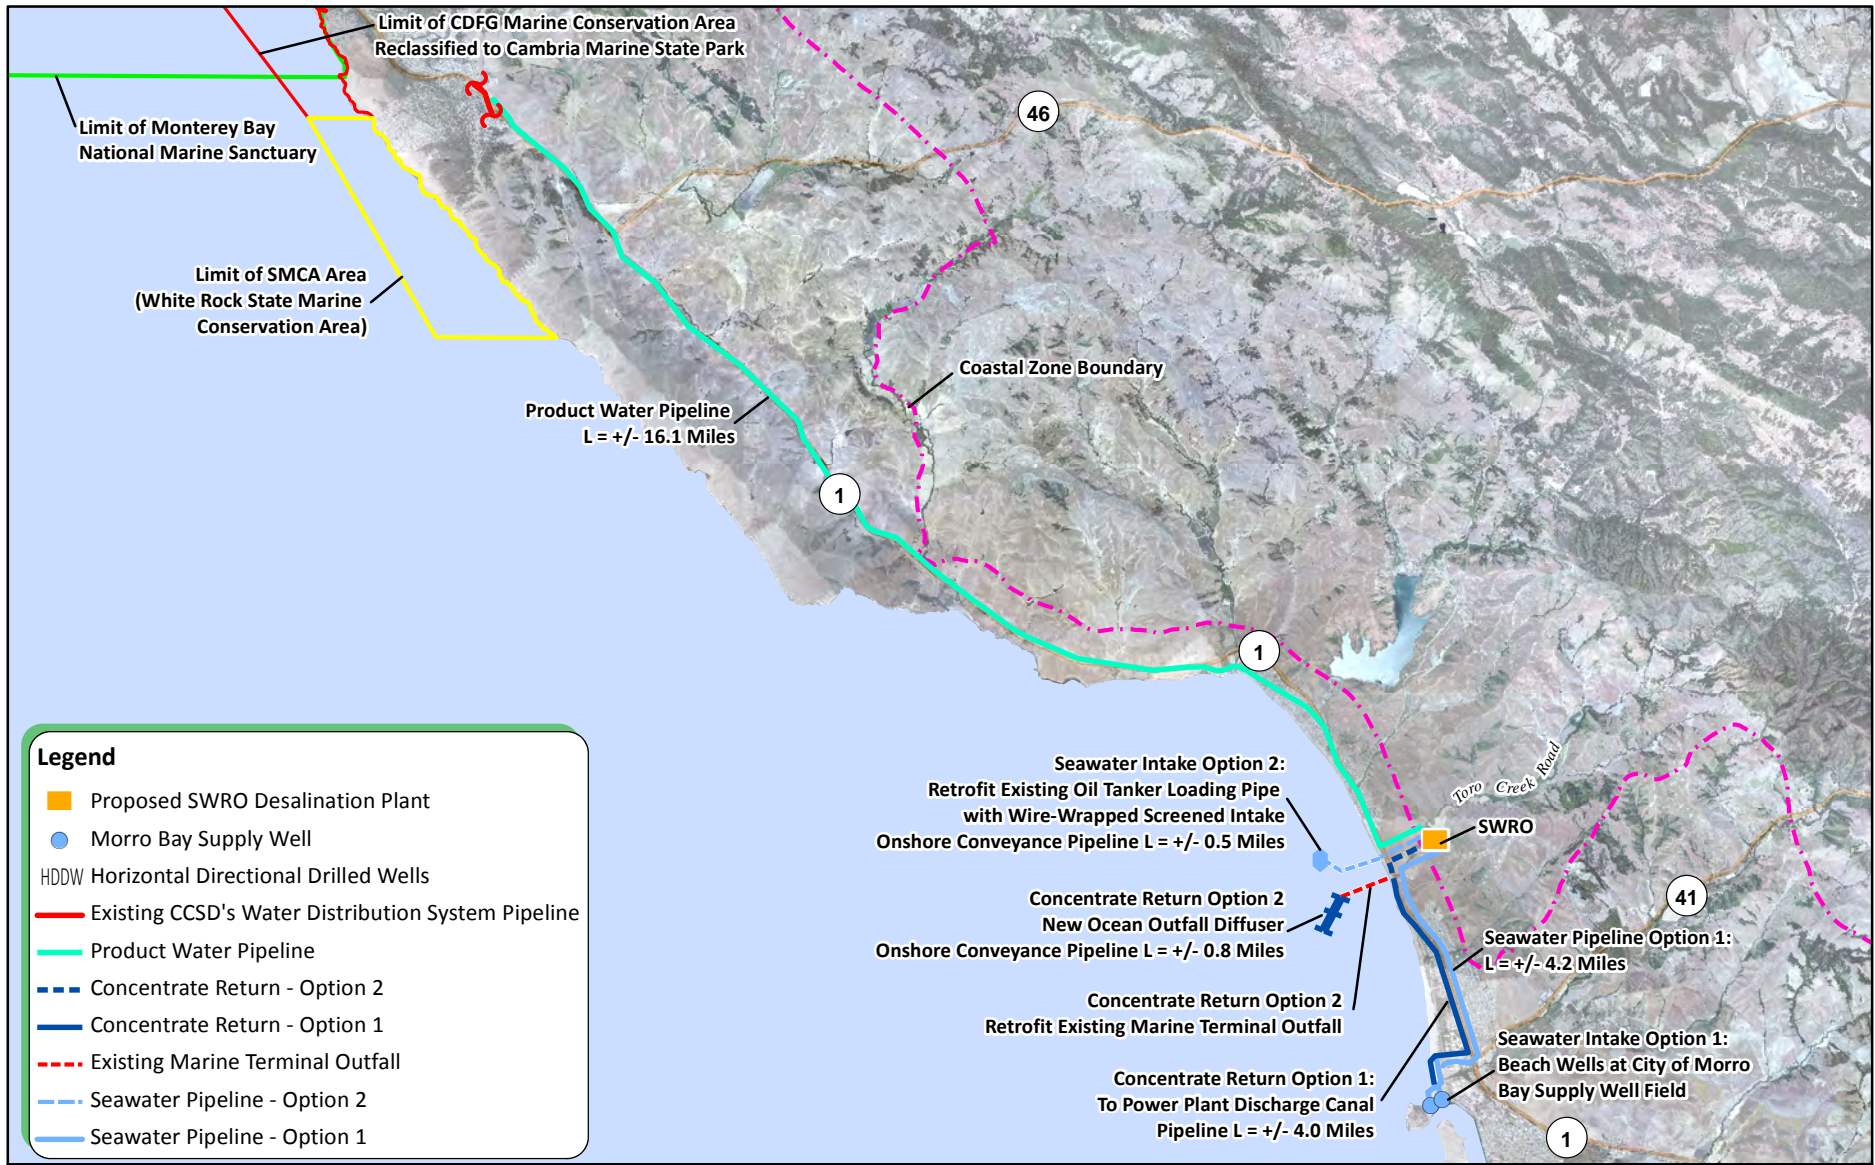 Limit of CDFG Marine Conservation Area
Reclassified to Cambria Marine State Park
46
Limit of Monterey Bay
National Marine Sanctuary
Limit of SMCA Area
(White Rock State Marine
Conservation Area)
Coastal Zone Boundary
Product Water Pipeline
L = +/- 16.1 Miles
1
1
Toro Creek Road
Seawater Intake Option 2:
Retrofit Existing Oil Tanker Loading Pipe
with Wire-Wrapped Screened Intake
Onshore Conveyance Pipeline L = +/- 0.5 Miles
SWRO
41
Concentrate Return Option 2
New Ocean Outfall Diffuser
Onshore Conveyance Pipeline L = +/- 0.8 Miles
Seawater Pipeline Option 1:
L = +/- 4.2 Miles
Concentrate Return Option 2
Retrofit Existing Marine Terminal Outfall
Seawater Intake Option 1:
Beach Wells at City of Morro
Bay Supply Well Field
Concentrate Return Option 1:
To Power Plant Discharge Canal
Pipeline L = +/- 4.0 Miles
1
Legend
Proposed SWRO Desalination Plant
Morro Bay Supply Well
HDDW Horizontal Directional Drilled Wells
Existing CCSD's Water Distribution System Pipeline
Product Water Pipeline
Concentrate Return - Option 2
Concentrate Return - Option 1
Existing Marine Terminal Outfall
Seawater Pipeline - Option 2
Seawater Pipeline - Option 1